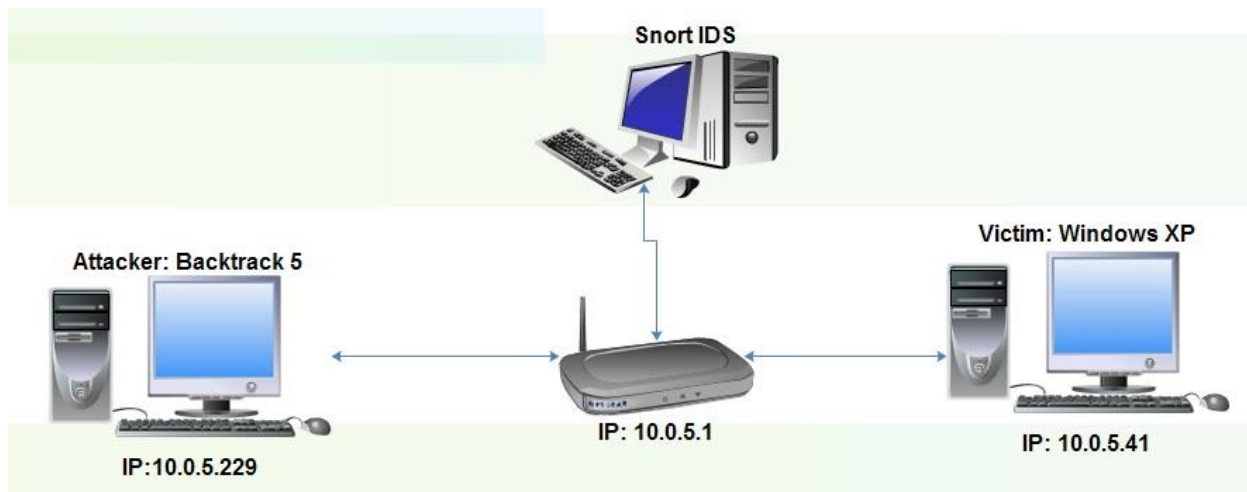 Snort IDS
Attacker: Backtrack 5
Victim: Windows XP
NETGEAR
IP: 10.0.5.1
IP:10.0.5.229
IP: 10.0.5.41